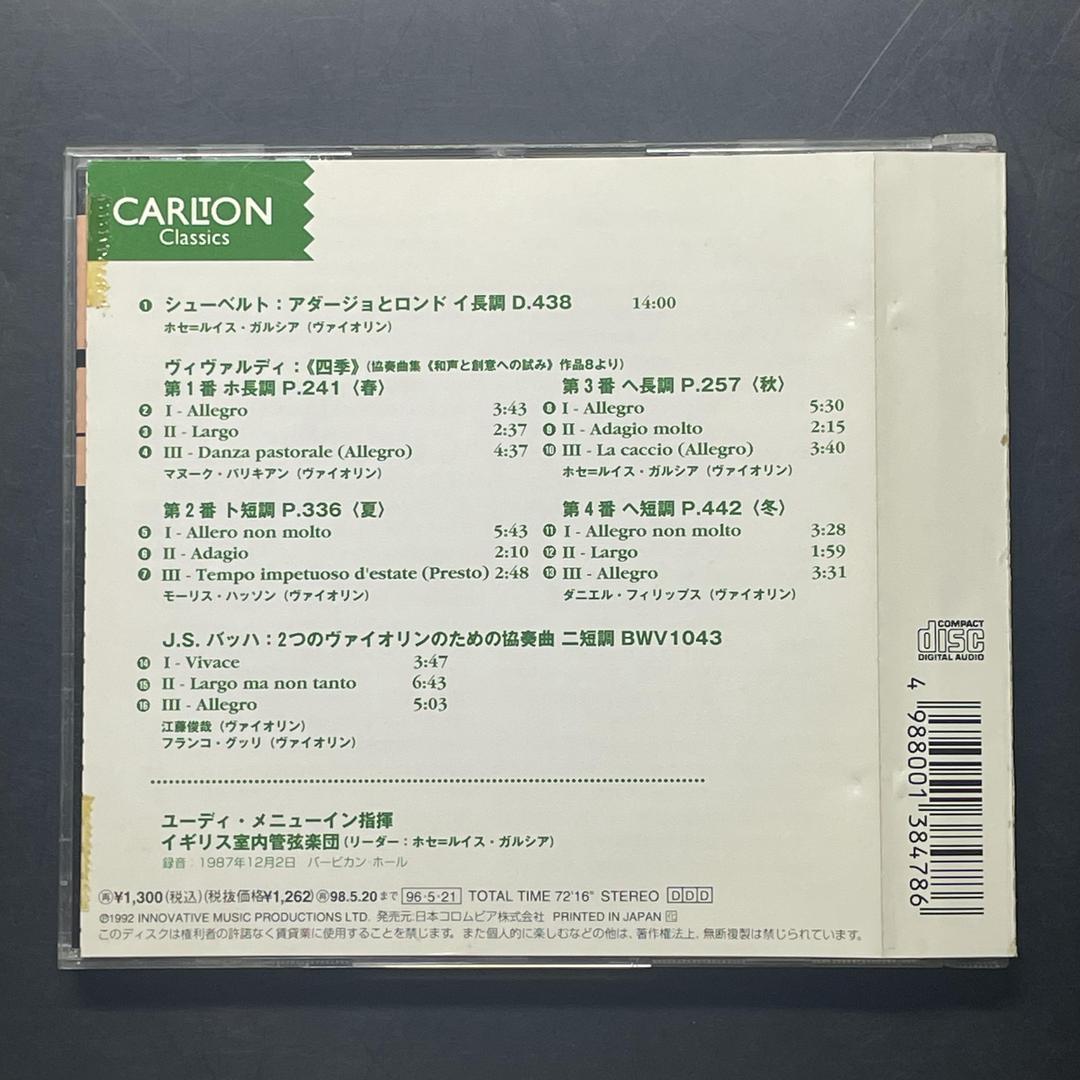 CARLTON
Classics
❶ シューベルト：アダージョとロンド イ長調 D.438 14:00
ホセ=ルイス・ガルシア（ヴァイオリン）
ヴィヴァルディ：《四季》（協奏曲集《和声と創意への試み》作品8より）
第1番 ホ長調 P.241〈春〉
❷ I - Allegro 3:43
❸ II - Largo 2:37
❹ III - Danza pastorale (Allegro) 4:37
マヌーク・パリキアン（ヴァイオリン）
第2番 ト短調 P.336〈夏〉
❺ I - Allero non molto 5:43
❻ II - Adagio 2:10
❼ III - Tempo impetuoso d'estate (Presto) 2:48
モーリス・ハッソン（ヴァイオリン）
第3番 ヘ長調 P.257〈秋〉
❽ I - Allegro 5:30
❾ II - Adagio molto 2:15
❿ III - La caccio (Allegro) 3:40
ホセ=ルイス・ガルシア（ヴァイオリン）
第4番 ヘ短調 P.442〈冬〉
⓫ I - Allegro non molto 3:28
⓬ II - Largo 1:59
⓭ III - Allegro 3:31
ダニエル・フィリップス（ヴァイオリン）
J.S. バッハ：2つのヴァイオリンのための協奏曲 ニ短調 BWV1043
⓮ I - Vivace 3:47
⓯ II - Largo ma non tanto 6:43
⓰ III - Allegro 5:03
江藤俊哉（ヴァイオリン）
フランコ・グッリ（ヴァイオリン）
ユーディ・メニューイン指揮
イギリス室内管弦楽団（リーダー：ホセ=ルイス・ガルシア）
録音：1987年12月2日 バービカン・ホール
㊢¥1,300（税込）（税抜価格¥1,262）㊢98.5.20まで 96・5・21 TOTAL TIME 72'16" STEREO DDD
℗1992 INNOVATIVE MUSIC PRODUCTIONS LTD. 発売元:日本コロムビア株式会社 PRINTED IN JAPAN
このディスクは権利者の許諾なく賃貸業に使用することを禁じます。また個人的に楽しむなどの他は、著作権法上、無断複製は禁じられています。
COMPACT
disc
DIGITAL AUDIO
4 988001 384786